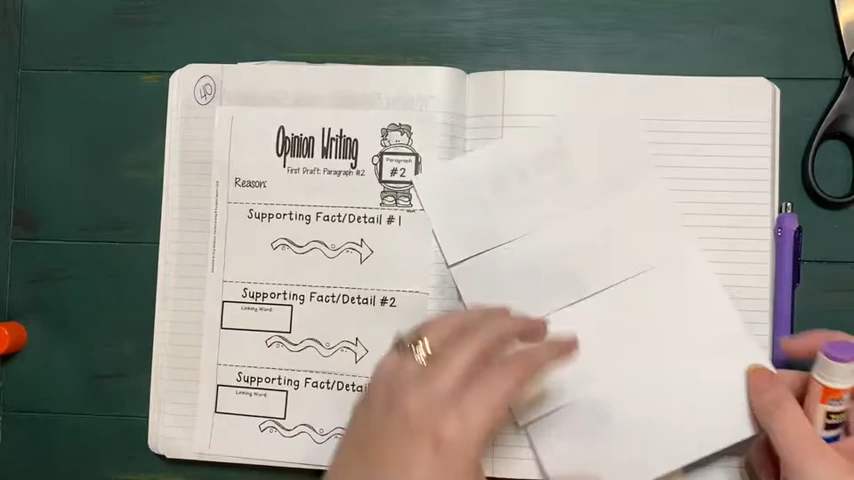 40
Opinion Writing
First Draft: Paragraph #2
Paragraph
#2
Reason:
Supporting Fact/Detail #1
Supporting Fact/Detail #2
Linking Word:
Supporting Fact/Detail
Linking Word: